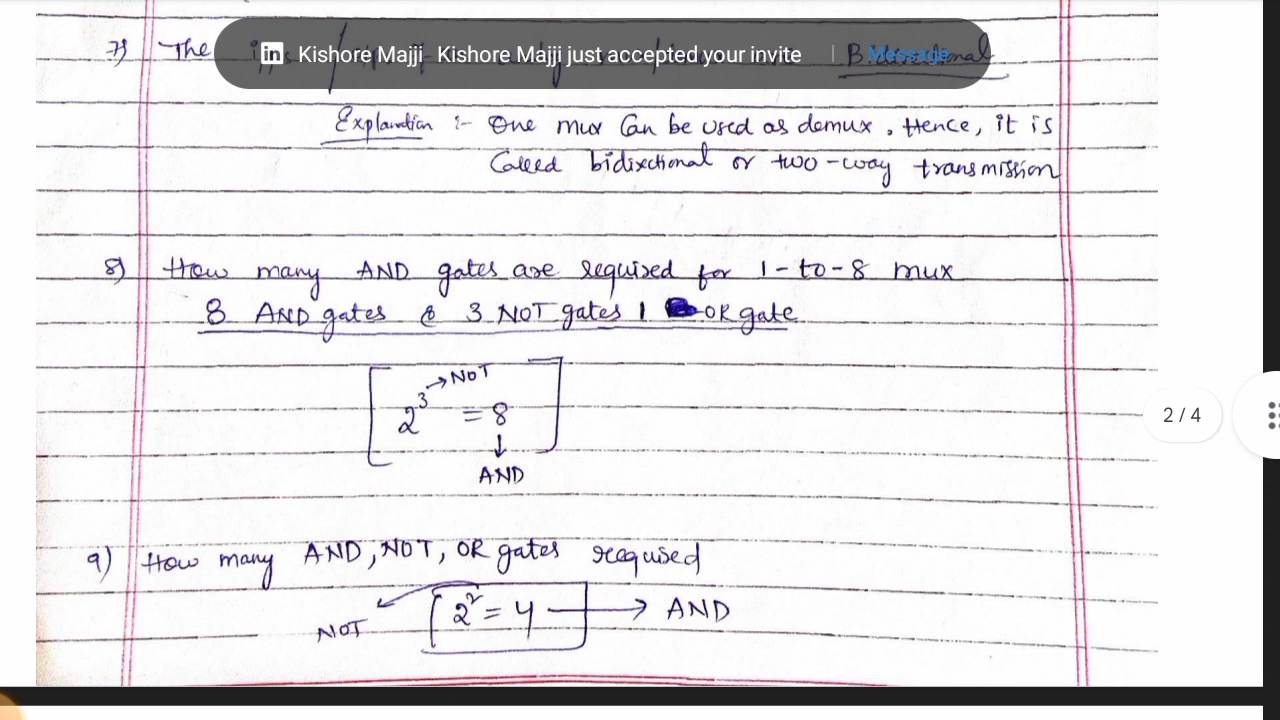 7) The
in Kishore Majji · Kishore Majji just accepted your invite | Message
Explanation :- One mux Can be used as demux . Hence, it is
Called bidirectional or two-way transmission
8) How many AND gates are required for 1-to-8 mux
8 AND gates & 3 NOT gates 1 OR gate
2³ = 8
→ NOT
↓
AND
9) How many AND, NOT, OR gates required
2² = 4 → AND
NOT
2 / 4